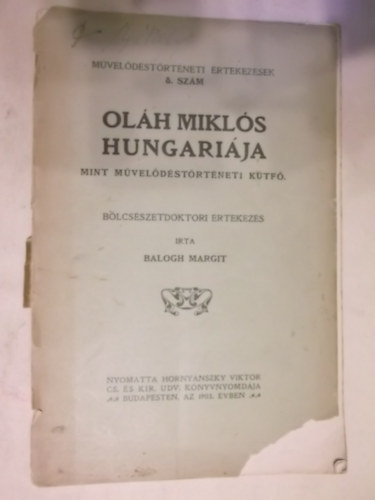 MŰVELŐDÉSTÖRTÉNETI ÉRTEKEZÉSEK
6. SZÁM
OLÁH MIKLÓS
HUNGARIÁJA
MINT MŰVELŐDÉSTÖRTÉNETI KÚTFŐ.
BÖLCSÉSZETDOKTORI ÉRTEKEZÉS
IRTA
BALOGH MARGIT
NYOMATTA HORNYÁNSZKY VIKTOR
CS. ÉS KIR. UDV. KÖNYVNYOMDÁJA
BUDAPESTEN, AZ ÉVBEN